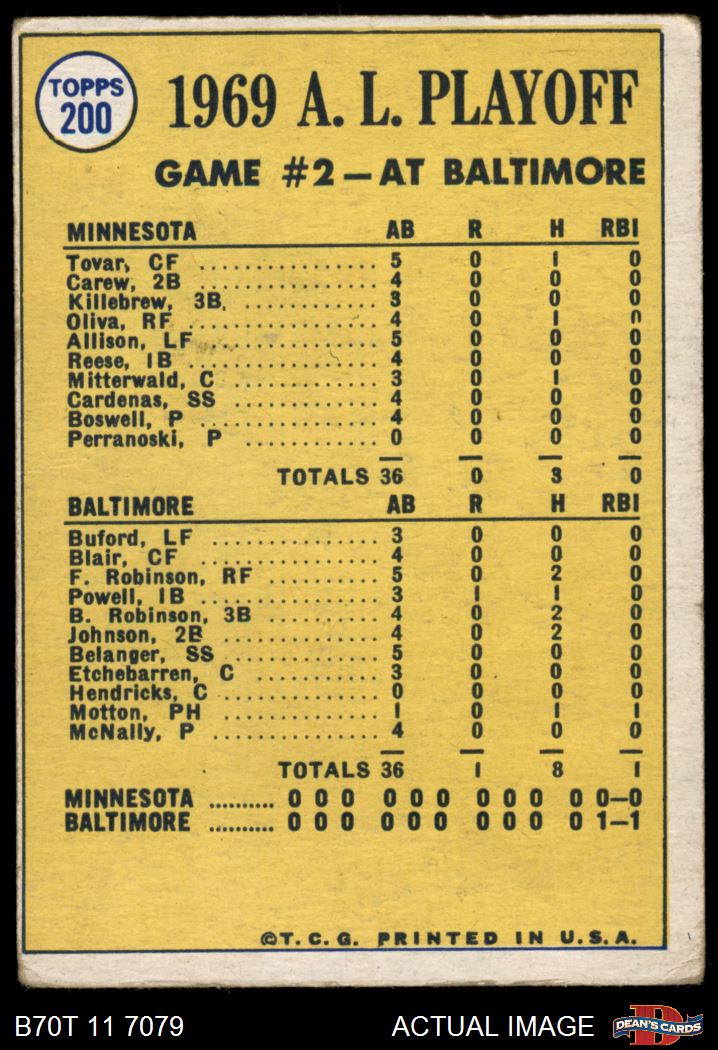 TOPPS
200
1969 A. L. PLAYOFF
GAME #2—AT BALTIMORE
MINNESOTA AB R H RBI
Tovar, CF .................. 5 0 1 0
Carew, 2B ................ 4 0 0 0
Killebrew, 3B. ............ 3 0 0 0
Oliva, RF .................. 4 0 1 0
Allison, LF ................ 5 0 0 0
Reese, 1B ................. 4 0 0 0
Mitterwald, C ............. 3 0 1 0
Cardenas, SS ............. 4 0 0 0
Boswell, P ................ 4 0 0 0
Perranoski, P ............ 0 0 0 0
TOTALS 36 0 3 0
BALTIMORE AB R H RBI
Buford, LF ................ 3 0 0 0
Blair, CF .................. 4 0 0 0
F. Robinson, RF .......... 5 0 2 0
Powell, 1B ................ 3 1 1 0
B. Robinson, 3B .......... 4 0 2 0
Johnson, 2B .............. 4 0 2 0
Belanger, SS ............. 5 0 0 0
Etchebarren, C ........... 3 0 0 0
Hendricks, C ............. 0 0 0 0
Motton, PH ............... 1 0 1 1
McNally, P ................ 4 0 0 0
TOTALS 36 1 8 1
MINNESOTA .......... 0 0 0 0 0 0 0 0 0 0 0—0
BALTIMORE .......... 0 0 0 0 0 0 0 0 0 0 1—1
©T. C. G. PRINTED IN U. S. A.
B70T 11 7079 ACTUAL IMAGE DEAN'S CARDS